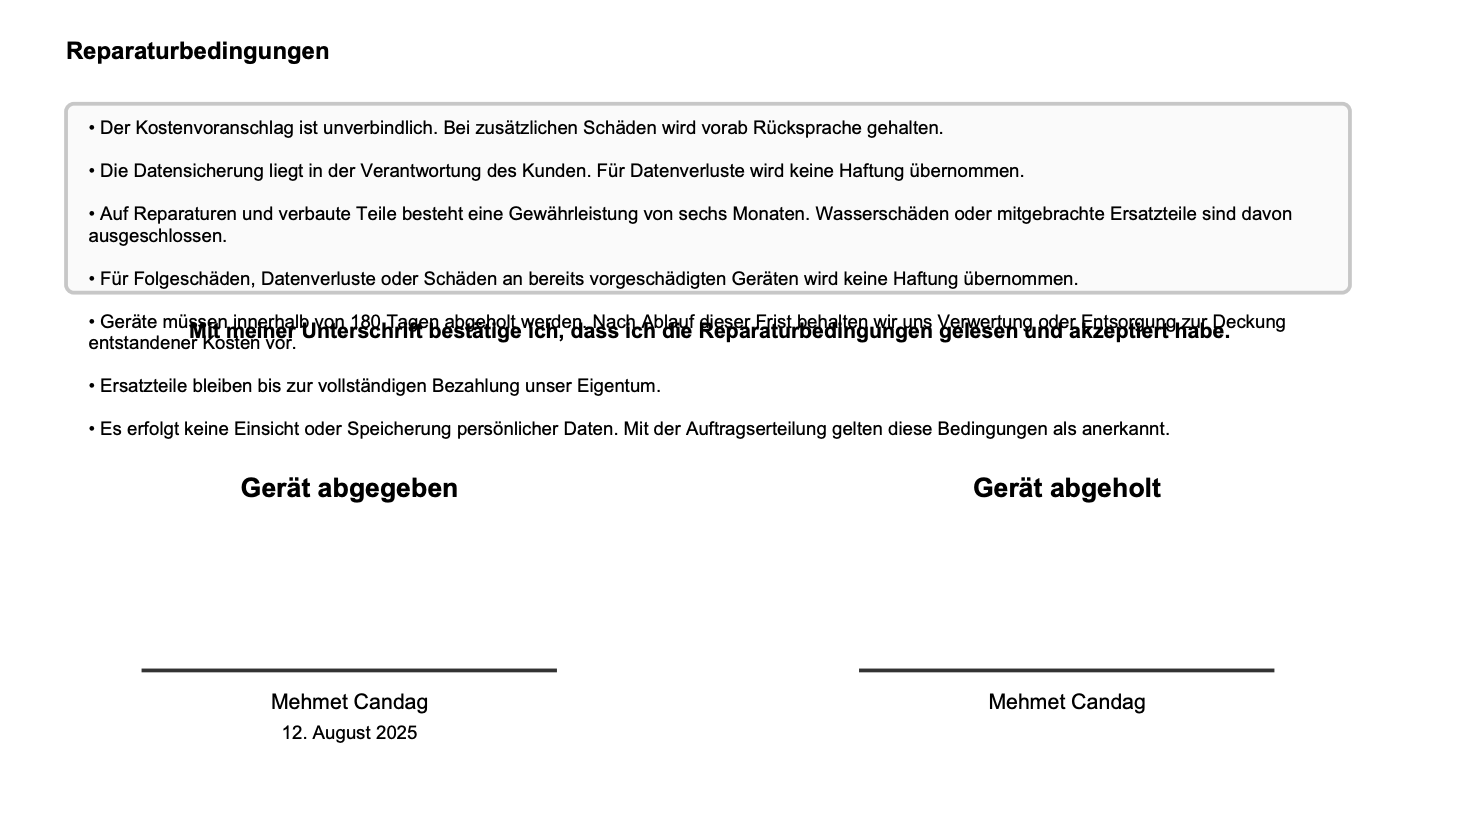 Reparaturbedingungen
• Der Kostenvoranschlag ist unverbindlich. Bei zusätzlichen Schäden wird vorab Rücksprache gehalten.
• Die Datensicherung liegt in der Verantwortung des Kunden. Für Datenverluste wird keine Haftung übernommen.
• Auf Reparaturen und verbaute Teile besteht eine Gewährleistung von sechs Monaten. Wasserschäden oder mitgebrachte Ersatzteile sind davon
ausgeschlossen.
• Für Folgeschäden, Datenverluste oder Schäden an bereits vorgeschädigten Geräten wird keine Haftung übernommen.
• Geräte müssen innerhalb von 180 Tagen abgeholt werden. Nach Ablauf dieser Frist behalten wir uns Verwertung oder Entsorgung zur Deckung
Mit meiner Unterschrift bestätige ich, dass ich die Reparaturbedingungen gelesen und akzeptiert habe.
entstandener Kosten vor.
• Ersatzteile bleiben bis zur vollständigen Bezahlung unser Eigentum.
• Es erfolgt keine Einsicht oder Speicherung persönlicher Daten. Mit der Auftragserteilung gelten diese Bedingungen als anerkannt.
Gerät abgegeben
Gerät abgeholt
Mehmet Candag
Mehmet Candag
12. August 2025